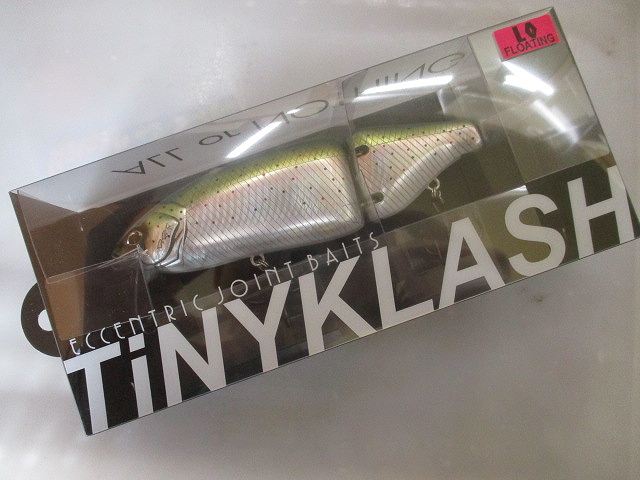 LO
FLOATING
ALL or NOTHING
ECCENTRIC JOINT BAITS
TiNYKLASH